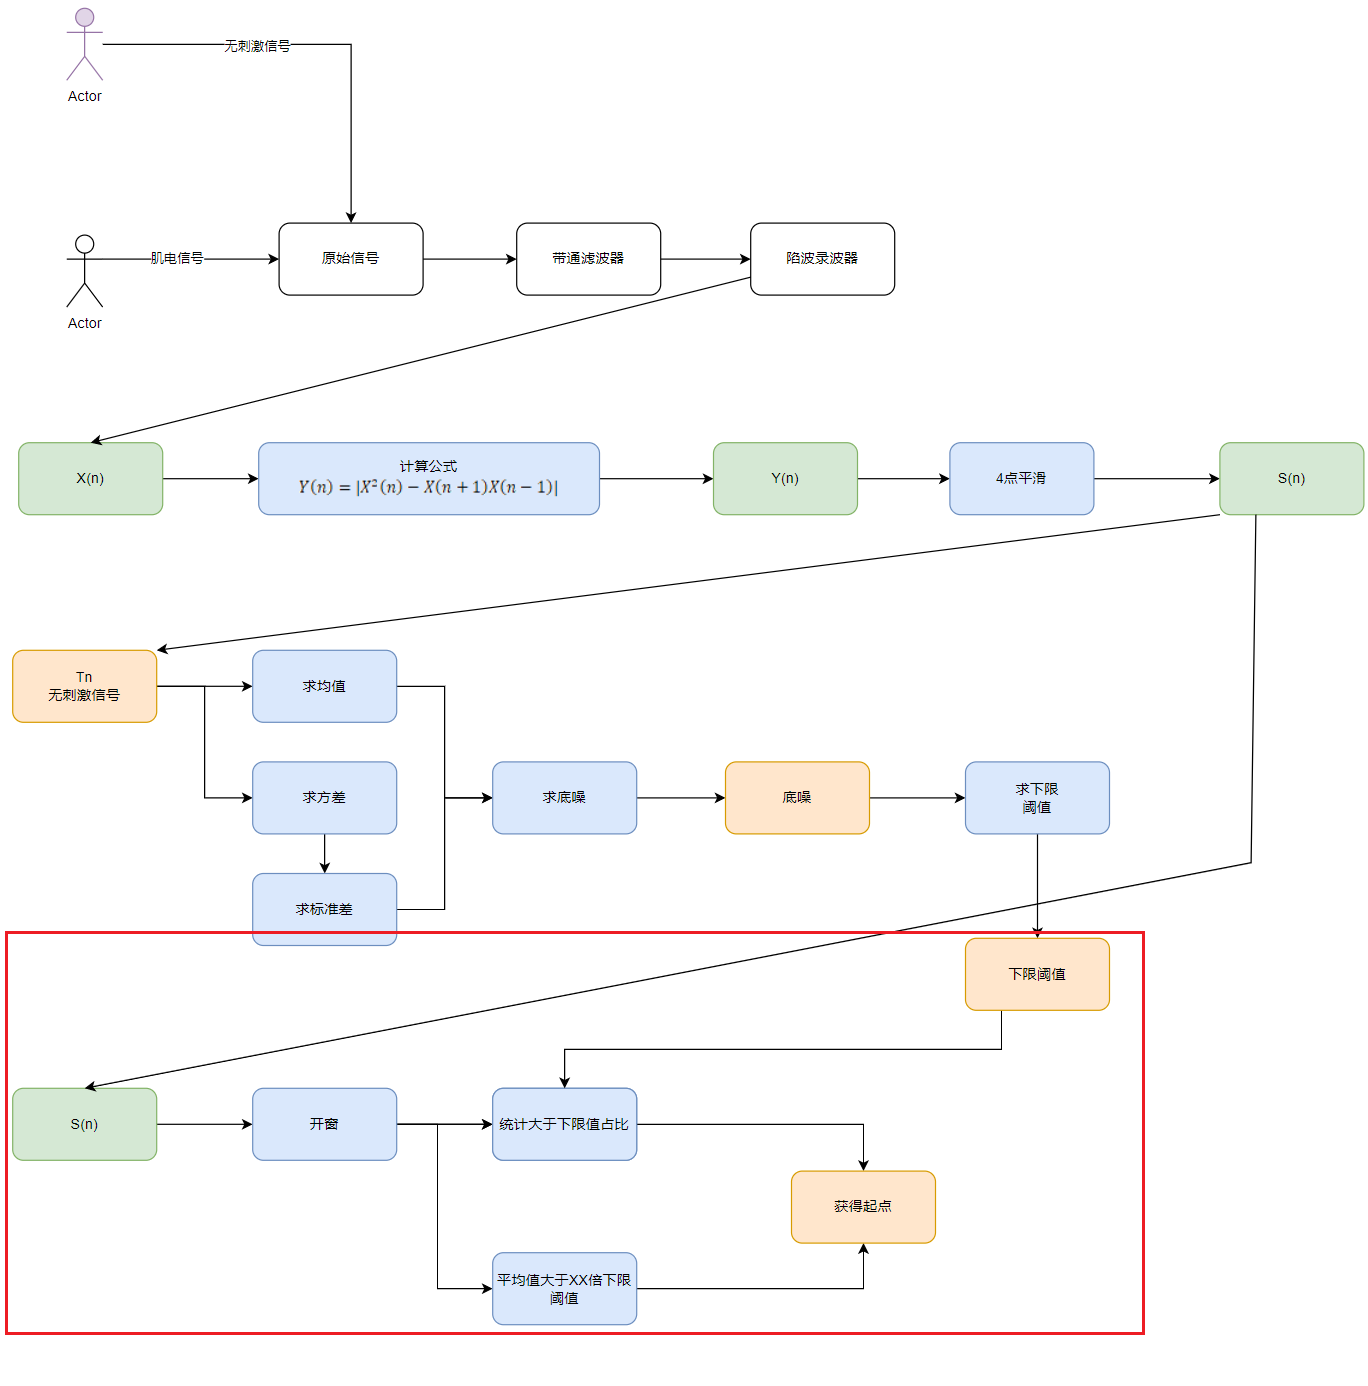 无刺激信号
Actor
肌电信号
原始信号
带通滤波器
陷波录波器
Actor
X(n)
计算公式
Y(n) = |X²(n) − X(n + 1)X(n − 1)|
Y(n)
4点平滑
S(n)
Tn
无刺激信号
求均值
求方差
求底噪
底噪
求下限
阈值
求标准差
下限阈值
S(n)
开窗
统计大于下限值占比
获得起点
平均值大于XX倍下限
阈值